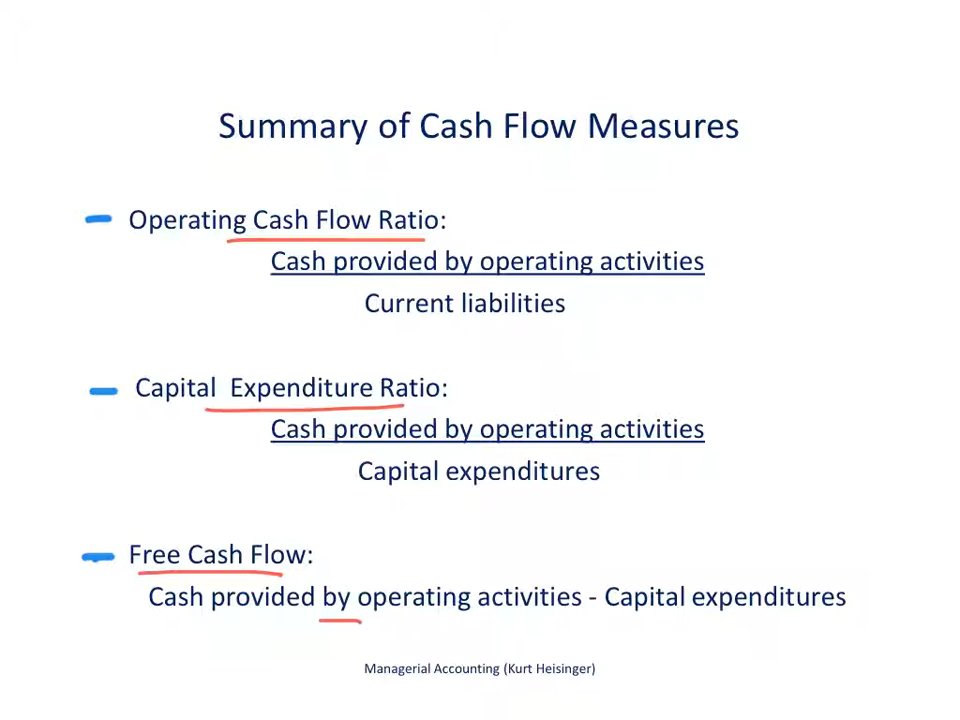 Summary of Cash Flow Measures
Operating Cash Flow Ratio:
Cash provided by operating activities
Current liabilities
Capital Expenditure Ratio:
Cash provided by operating activities
Capital expenditures
Free Cash Flow:
Cash provided by operating activities - Capital expenditures
Managerial Accounting (Kurt Heisinger)